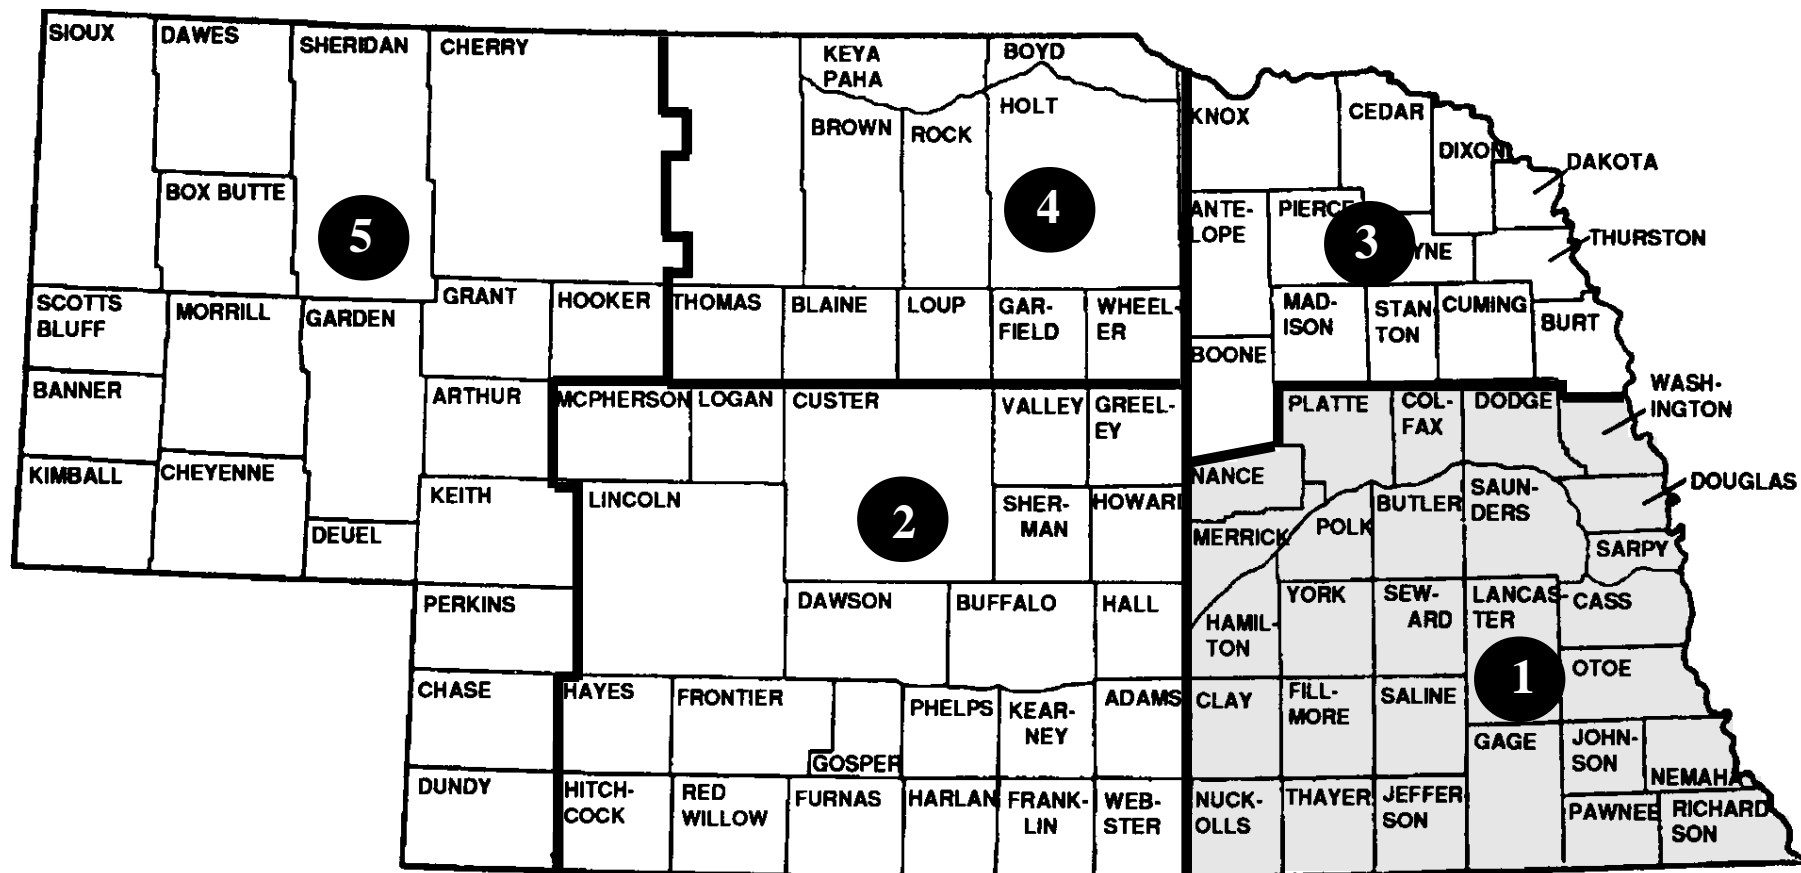 SIOUX
DAWES
SHERIDAN
CHERRY
KEYA
PAHA
BOYD
HOLT
BROWN
ROCK
KNOX
CEDAR
DIXON
DAKOTA
BOX BUTTE
5
4
ANTE-
LOPE
PIERCE
3
YNE
THURSTON
SCOTTS
BLUFF
MORRILL
GARDEN
GRANT
HOOKER
THOMAS
BLAINE
LOUP
GAR-
FIELD
WHEEL-
ER
MAD-
ISON
STAN
TON
CUMING
BURT
BOONE
BANNER
ARTHUR
MCPHERSON
LOGAN
CUSTER
VALLEY
GREEL-
EY
PLATTE
COL-
FAX
DODGE
WASH-
INGTON
KIMBALL
CHEYENNE
KEITH
LINCOLN
2
SHER-
MAN
HOWARD
NANCE
BUTLER
SAUN-
DERS
DOUGLAS
DEUEL
MERRICK
POLK
SARPY
PERKINS
DAWSON
BUFFALO
HALL
HAMIL-
TON
YORK
SEW-
ARD
LANCAS-
TER
CASS
1
OTOE
CHASE
HAYES
FRONTIER
GOSPER
PHELPS
KEAR-
NEY
ADAMS
CLAY
FILL-
MORE
SALINE
GAGE
JOHN-
SON
NEMAHA
DUNDY
HITCH-
COCK
RED
WILLOW
FURNAS
HARLAN
FRANK-
LIN
WEB-
STER
NUCK-
OLLS
THAYER
JEFFER
SON
PAWNEE
RICHARD
SON